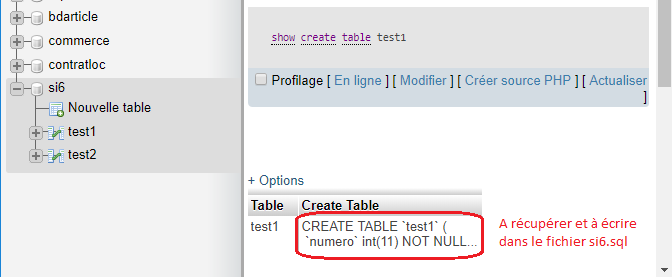 bdarticle
commerce
contratloc
si6
Nouvelle table
test1
test2
show create table test1
Profilage [ En ligne ] [ Modifier ] [ Créer source PHP ] [ Actualiser
]
+ Options
Table Create Table
test1 CREATE TABLE `test1` (
`numero` int(11) NOT NULL...
A récupérer et à écrire
dans le fichier si6.sql